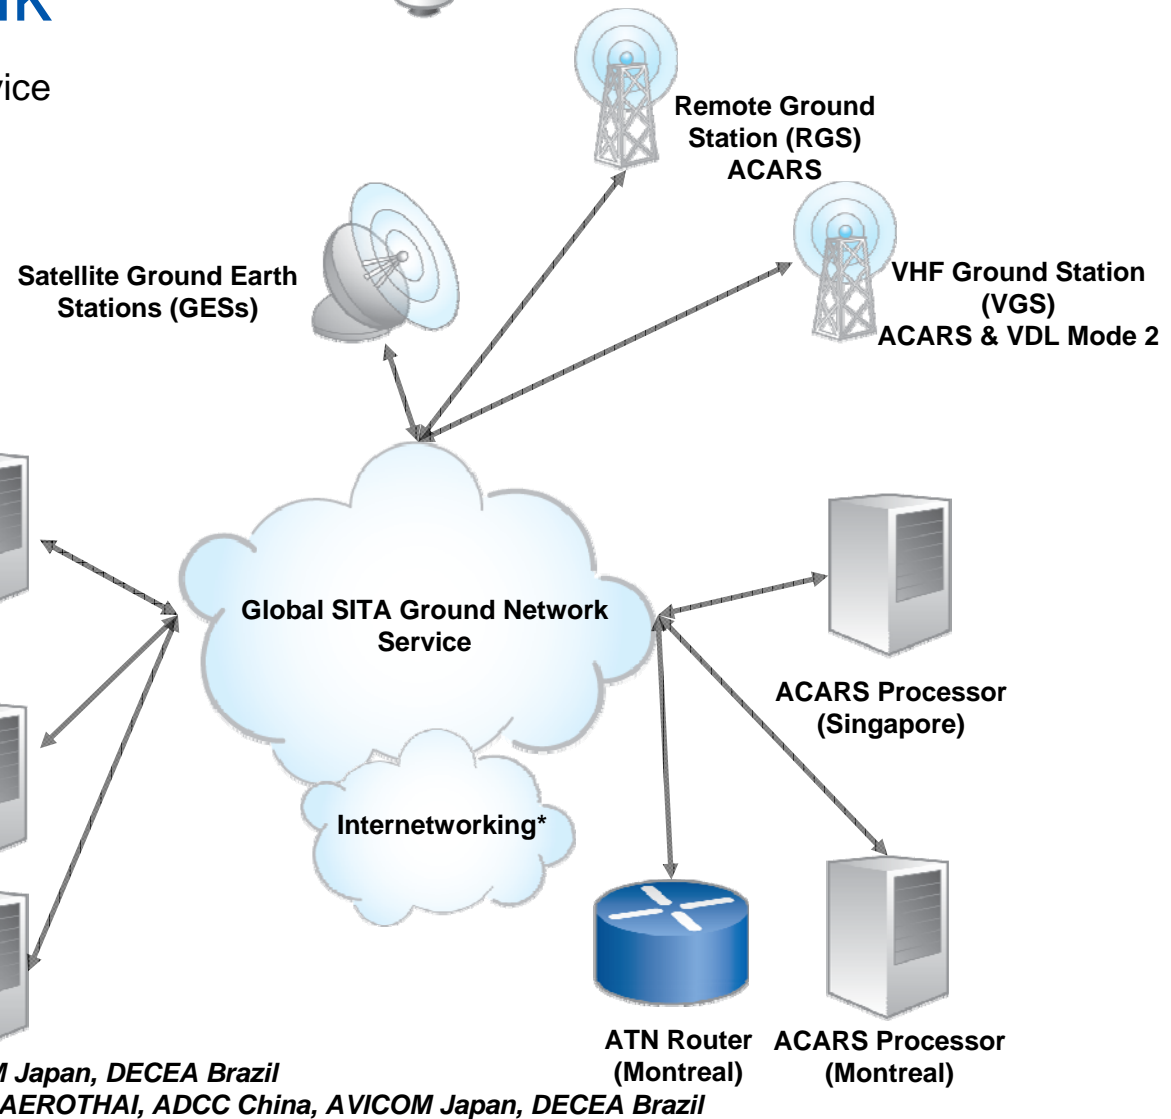 Remote Ground
Station (RGS)
ACARS
Satellite Ground Earth
Stations (GESs)
VHF Ground Station
(VGS)
ACARS & VDL Mode 2
Global SITA Ground Network
Service
ACARS Processor
(Singapore)
Internetworking*
ATN Router
(Montreal)
ACARS Processor
(Montreal)
Japan, DECEA Brazil
AEROTHAI, ADCC China, AVICOM Japan, DECEA Brazil